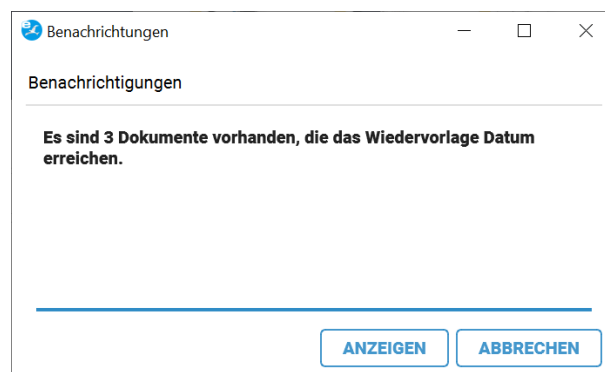 Benachrichtungen
Benachrichtigungen
Es sind 3 Dokumente vorhanden, die das Wiedervorlage Datum
erreichen.
ANZEIGEN ABBRECHEN